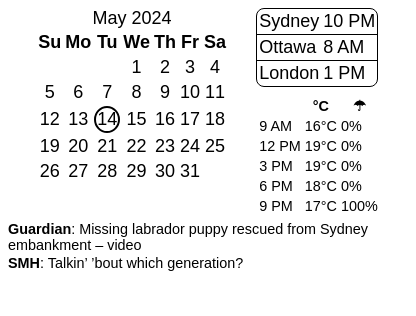 May 2024
Su Mo Tu We Th Fr Sa
1 2 3 4
5 6 7 8 9 10 11
12 13 14 15 16 17 18
19 20 21 22 23 24 25
26 27 28 29 30 31
Sydney 10 PM
Ottawa 8 AM
London 1 PM
°C ☂
9 AM 16°C 0%
12 PM 19°C 0%
3 PM 19°C 0%
6 PM 18°C 0%
9 PM 17°C 100%
Guardian: Missing labrador puppy rescued from Sydney
embankment – video
SMH: Talkin’ ’bout which generation?